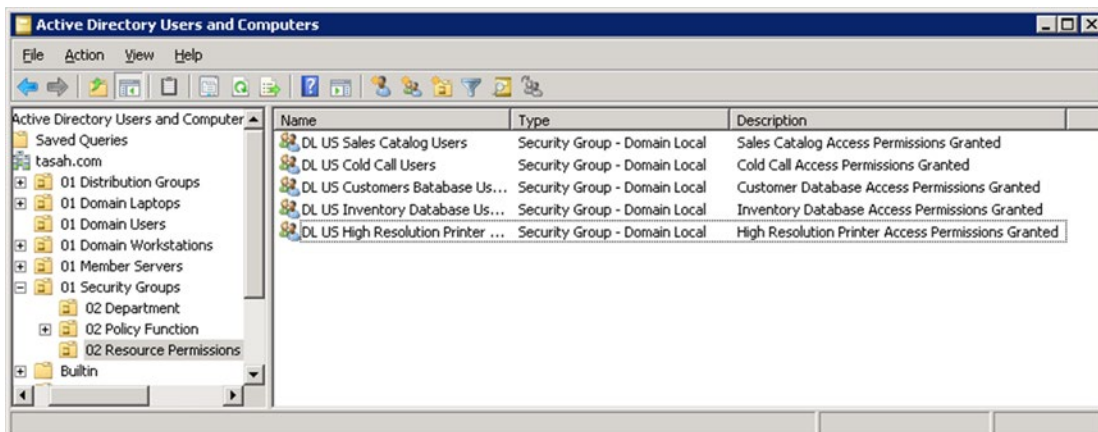 Active Directory Users and Computers
File Action View Help
Active Directory Users and Computer
Saved Queries
tasah.com
01 Distribution Groups
01 Domain Laptops
01 Domain Users
01 Domain Workstations
01 Member Servers
01 Security Groups
02 Department
02 Policy Function
02 Resource Permissions
Builtin
Name Type Description
DL US Sales Catalog Users Security Group - Domain Local Sales Catalog Access Permissions Granted
DL US Cold Call Users Security Group - Domain Local Cold Call Access Permissions Granted
DL US Customers Batabase Us... Security Group - Domain Local Customer Database Access Permissions Granted
DL US Inventory Database Us... Security Group - Domain Local Inventory Database Access Permissions Granted
DL US High Resolution Printer ... Security Group - Domain Local High Resolution Printer Access Permissions Granted